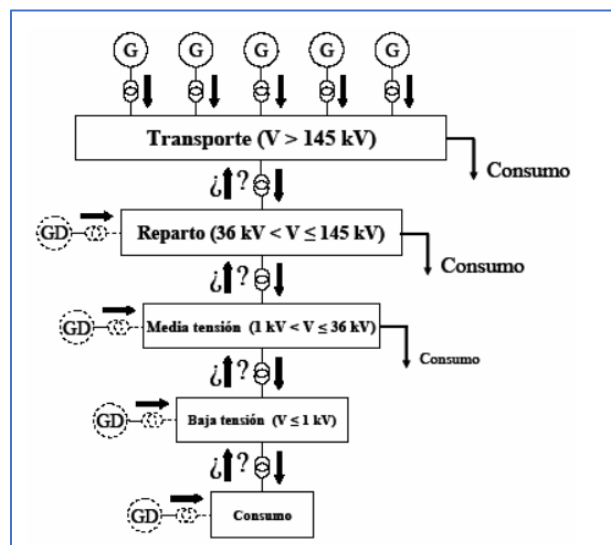 G G G G G
Transporte (V > 145 kV)
Consumo
¿ ?
GD
Reparto (36 kV < V ≤ 145 kV)
Consumo
¿ ?
GD
Media tensión (1 kV < V ≤ 36 kV)
Consumo
¿ ?
GD
Baja tensión (V ≤ 1 kV)
¿ ?
GD
Consumo